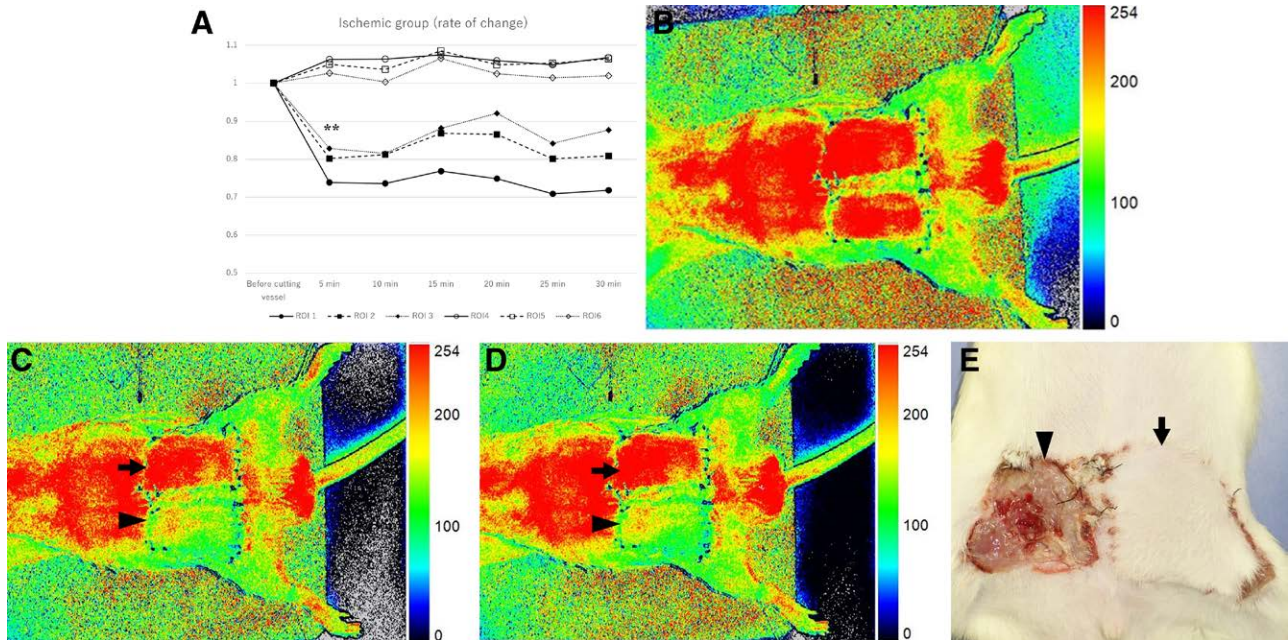 A
Ischemic group (rate of change)
1.1
1
0.9
0.8
0.7
0.6
0.5
**
Before cutting vessel
5 min
10 min
15 min
20 min
25 min
30 min
ROI 1
ROI 2
ROI 3
ROI4
ROI5
ROI6
B
254
200
100
0
C
254
200
100
0
D
254
200
100
0
E